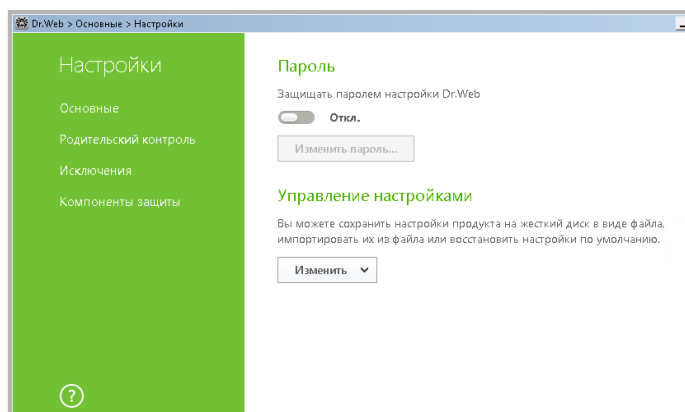 Dr.Web > Основные > Настройки
Настройки
Основные
Родительский контроль
Исключения
Компоненты защиты
?
Пароль
Защищать паролем настройки Dr.Web
Откл.
Изменить пароль...
Управление настройками
Вы можете сохранить настройки продукта на жесткий диск в виде файла,
импортировать их из файла или восстановить настройки по умолчанию.
Изменить